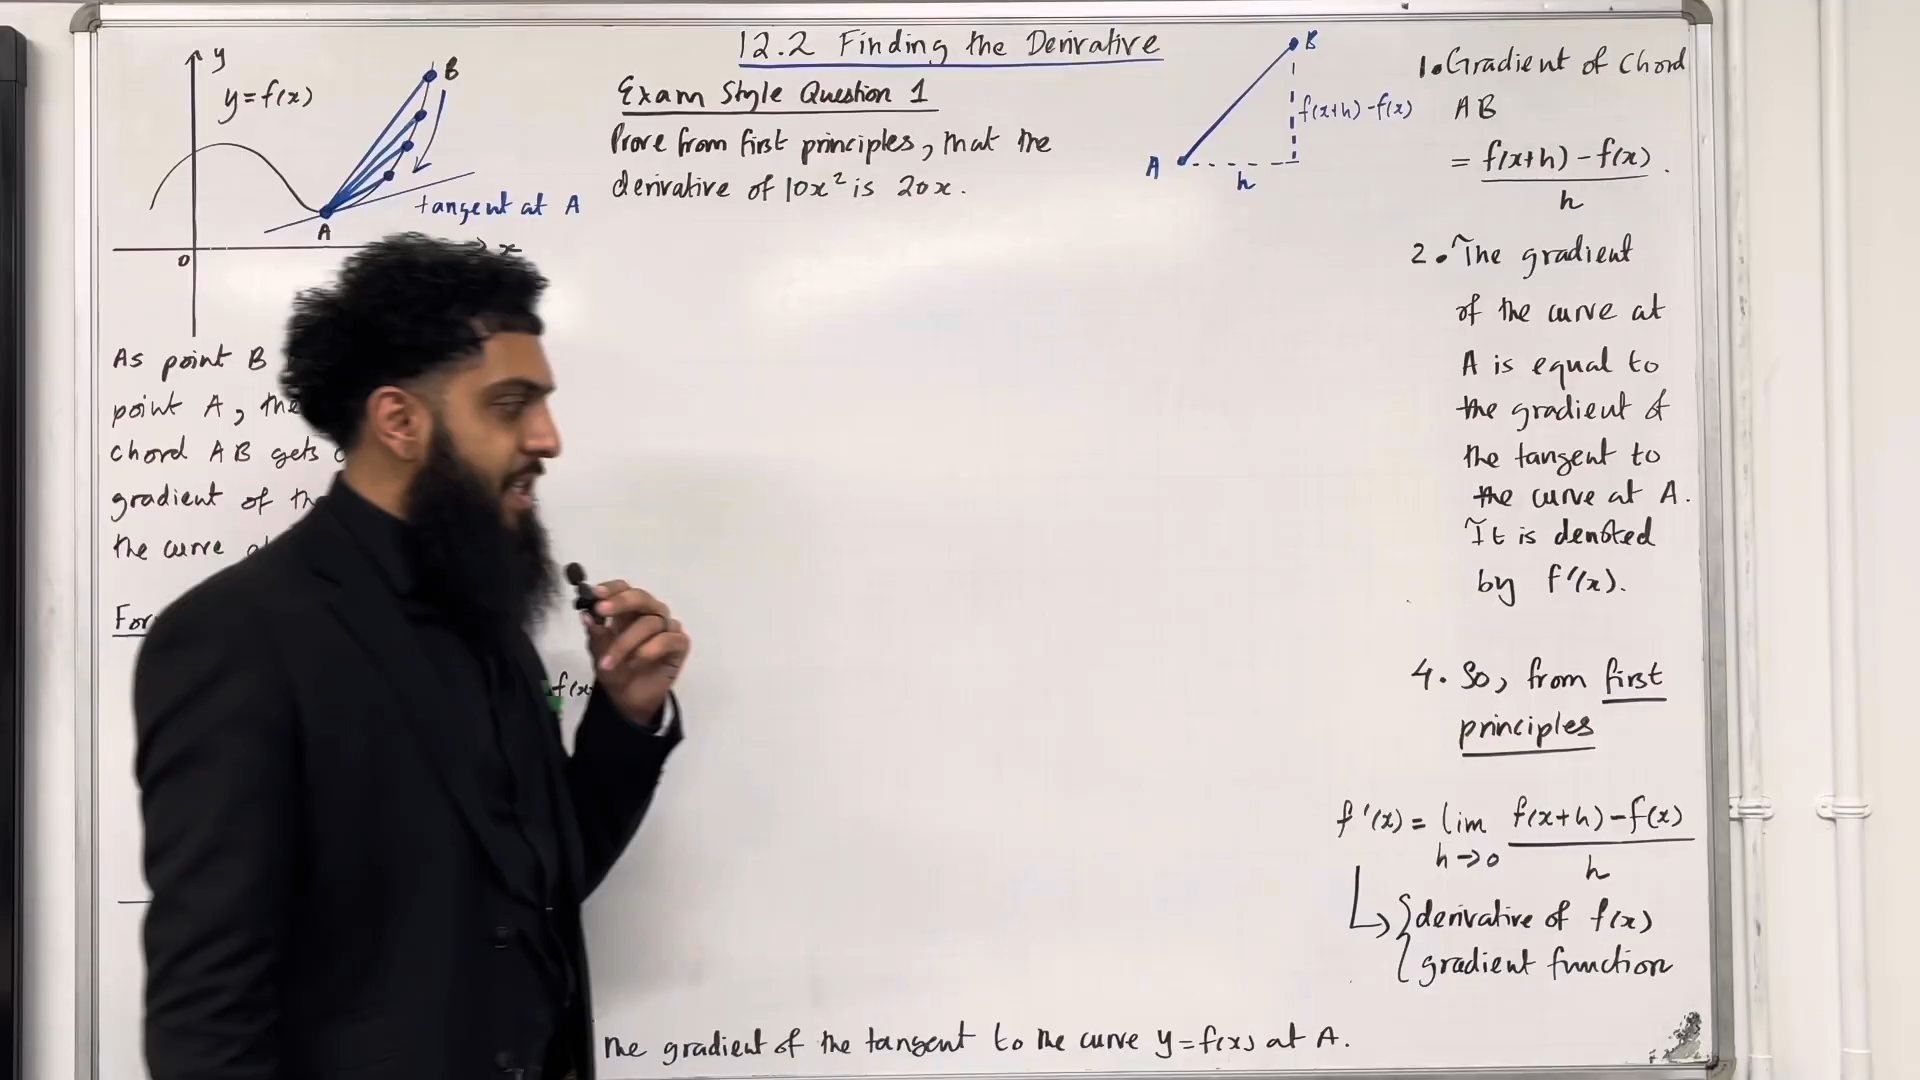 12.2 Finding the Derivative
y
y=f(x)
B
tangent at A
A
x
0
As point B
point A, the
chord AB gets
gradient of th
the curve
For
f(x
Exam Style Question 1
Prove from first principles, that the
derivative of 10x² is 20x.
B
f(x+h)-f(x)
A
h
1. Gradient of Chord
AB
= f(x+h) - f(x) .
h
2. The gradient
of the curve at
A is equal to
the gradient of
the tangent to
the curve at A.
It is denoted
by f'(x).
4. So, from first
principles
f'(x) = lim f(x+h)-f(x)
h→0 h
derivative of f(x)
gradient function
the gradient of the tangent to the curve y=f(x) at A.